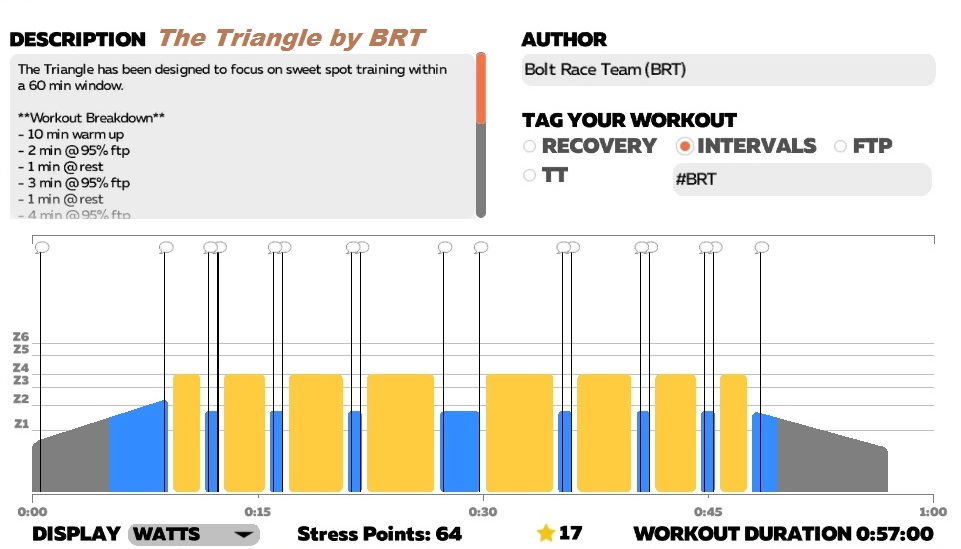 DESCRIPTION The Triangle by BRT
The Triangle has been designed to focus on sweet spot training within
a 60 min window.
**Workout Breakdown**
- 10 min warm up
- 2 min @ 95% ftp
- 1 min @ rest
- 3 min @ 95% ftp
- 1 min @ rest
- 4 min @ 95% ftp
AUTHOR
Bolt Race Team (BRT)
TAG YOUR WORKOUT
RECOVERY INTERVALS FTP
TT #BRT
Z6
Z5
Z4
Z3
Z2
Z1
0:00 0:15 0:30 0:45 1:00
DISPLAY WATTS Stress Points: 64 17 WORKOUT DURATION 0:57:00